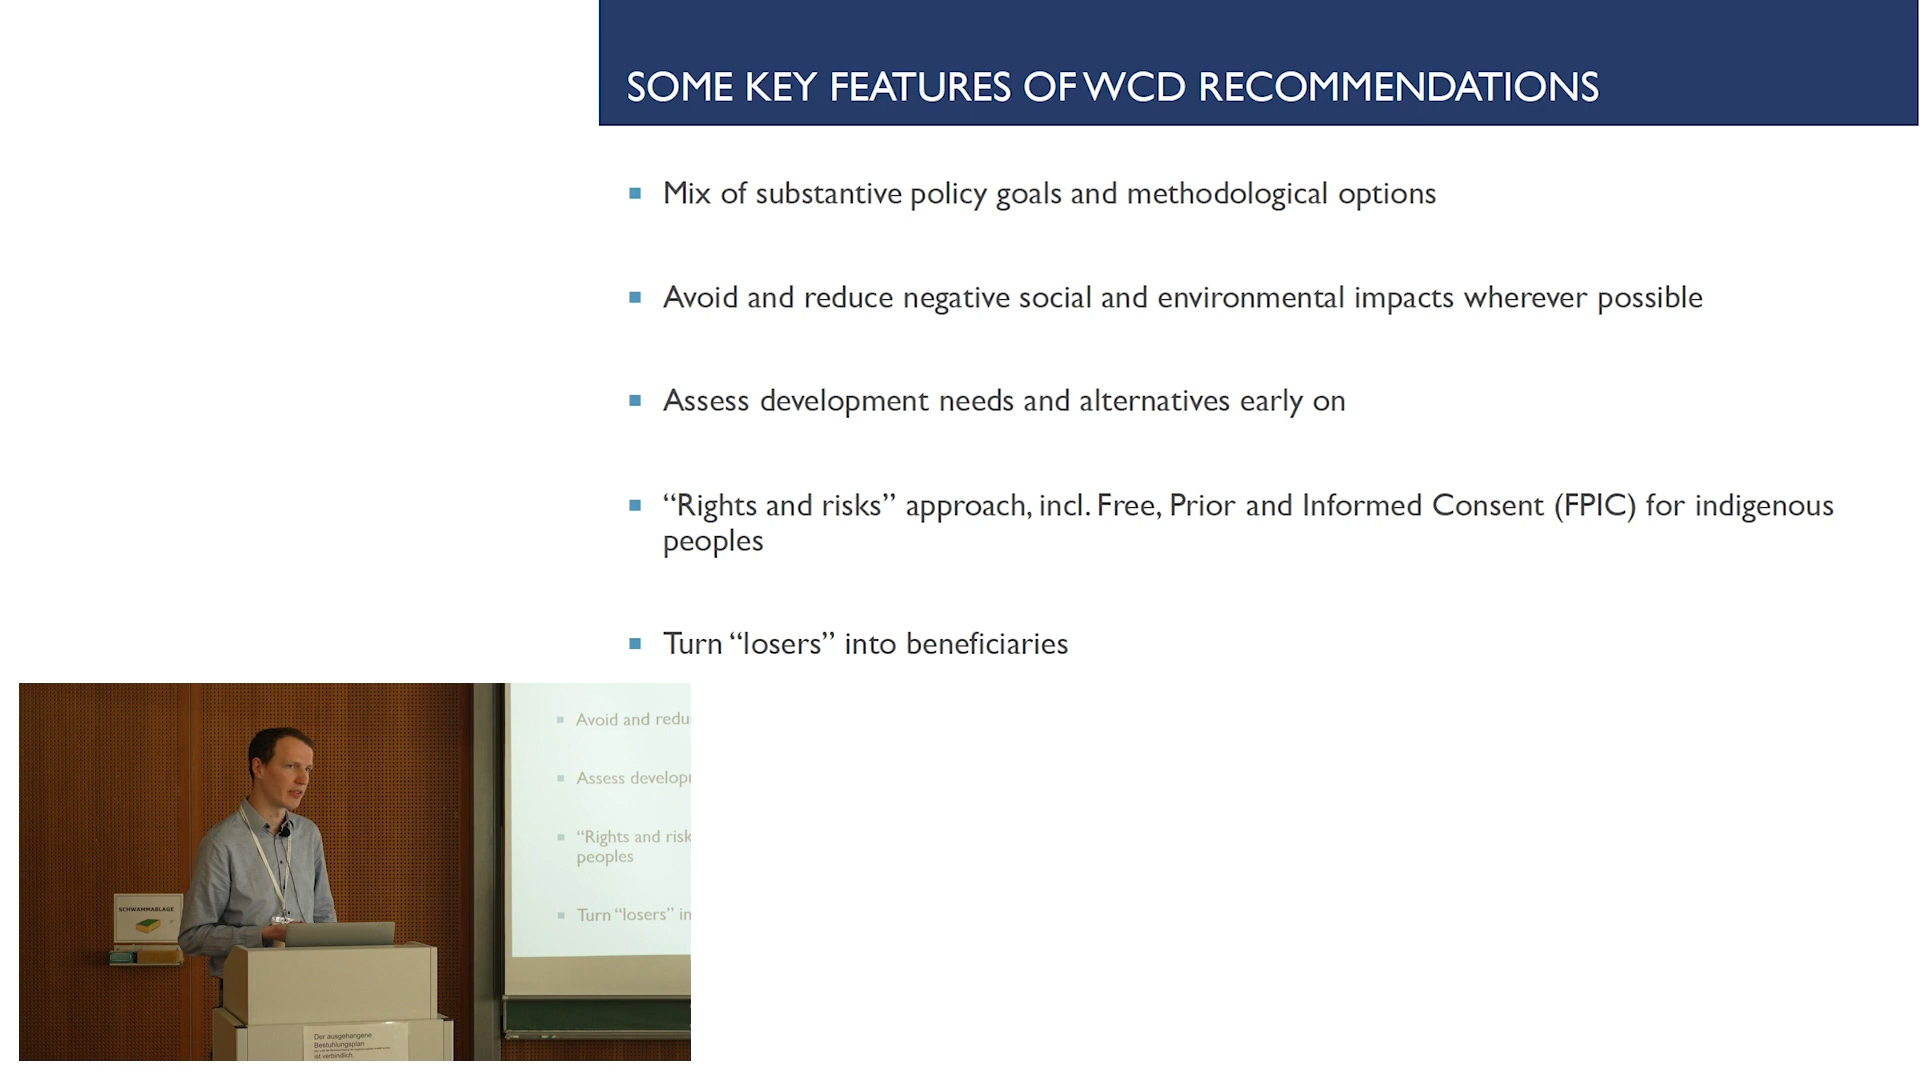 SOME KEY FEATURES OF WCD RECOMMENDATIONS
▪ Mix of substantive policy goals and methodological options
▪ Avoid and reduce negative social and environmental impacts wherever possible
▪ Assess development needs and alternatives early on
▪ “Rights and risks” approach, incl. Free, Prior and Informed Consent (FPIC) for indigenous
peoples
▪ Turn “losers” into beneficiaries
▪ Avoid and redu
▪ Assess develop
▪ “Rights and risk
peoples
▪ Turn “losers” in
SCHWAMMABLAGE
Der ausgehangene
Bestuhlungsplan
ist verbindlich.